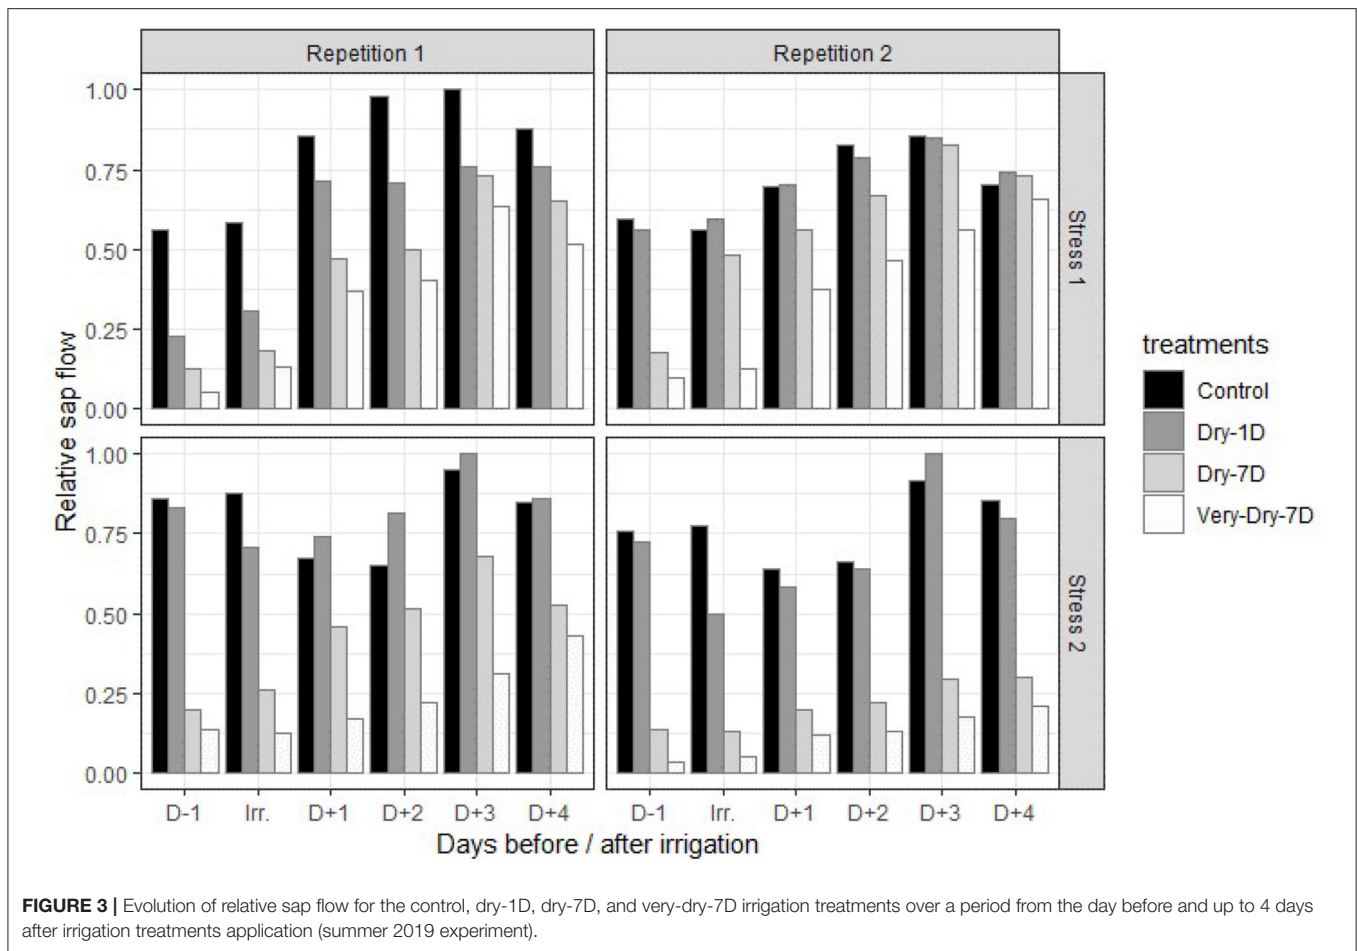 Repetition 1
Repetition 2
1.00
0.75
0.50
0.25
0.00
Stress 1
Relative sap flow
1.00
0.75
0.50
0.25
0.00
Stress 2
D-1 Irr. D+1 D+2 D+3 D+4
D-1 Irr. D+1 D+2 D+3 D+4
Days before / after irrigation
treatments
Control
Dry-1D
Dry-7D
Very-Dry-7D
FIGURE 3 | Evolution of relative sap flow for the control, dry-1D, dry-7D, and very-dry-7D irrigation treatments over a period from the day before and up to 4 days
after irrigation treatments application (summer 2019 experiment).